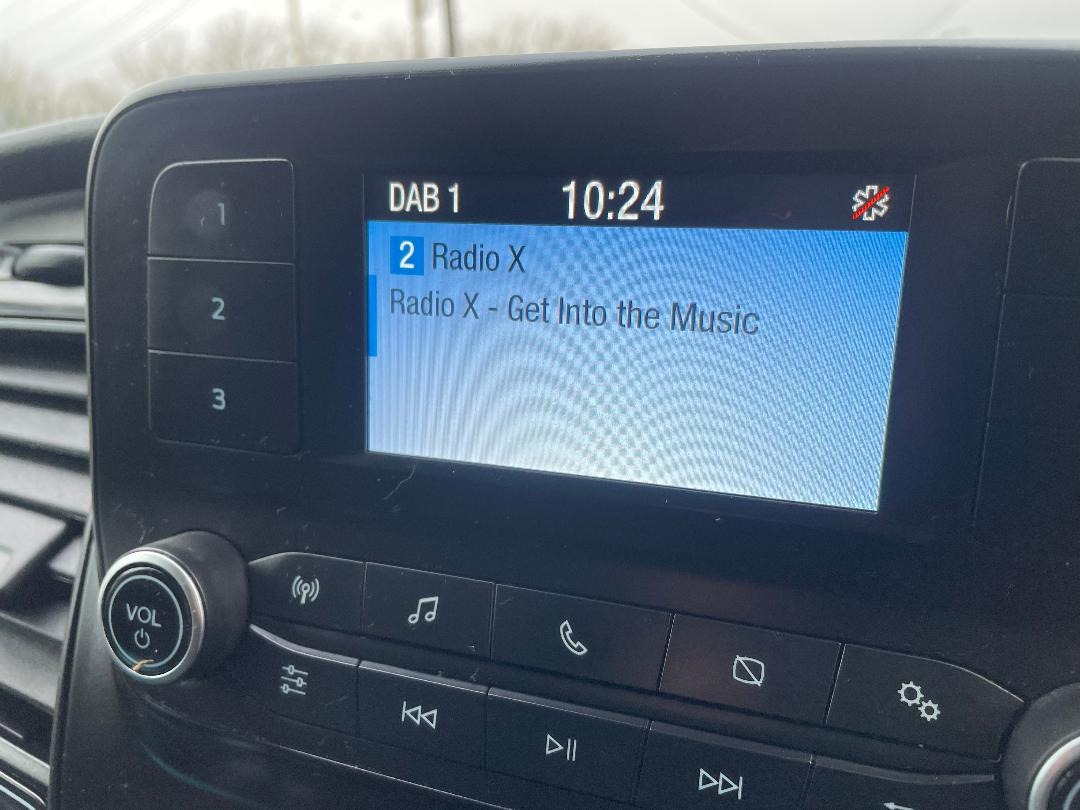 DAB 1 10:24
2 Radio X
Radio X - Get Into the Music
1
2
3
VOL